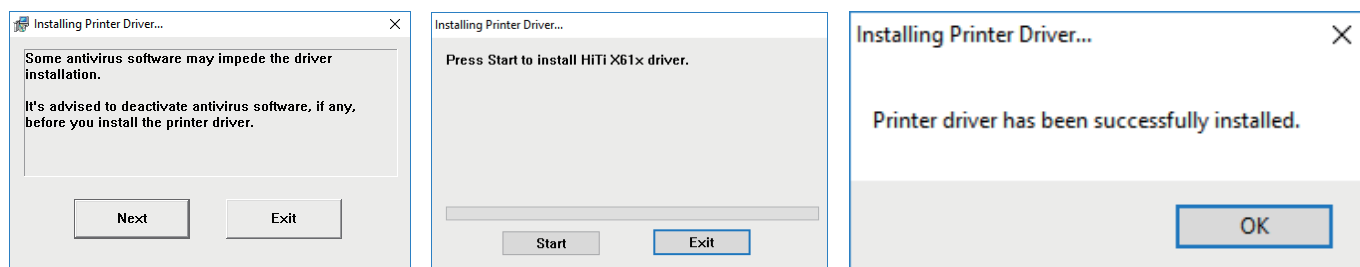 Installing Printer Driver...
Some antivirus software may impede the driver
installation.
It's advised to deactivate antivirus software, if any,
before you install the printer driver.
Next
Exit
Installing Printer Driver...
Press Start to install HiTi X61x driver.
Start
Exit
Installing Printer Driver...
Printer driver has been successfully installed.
OK